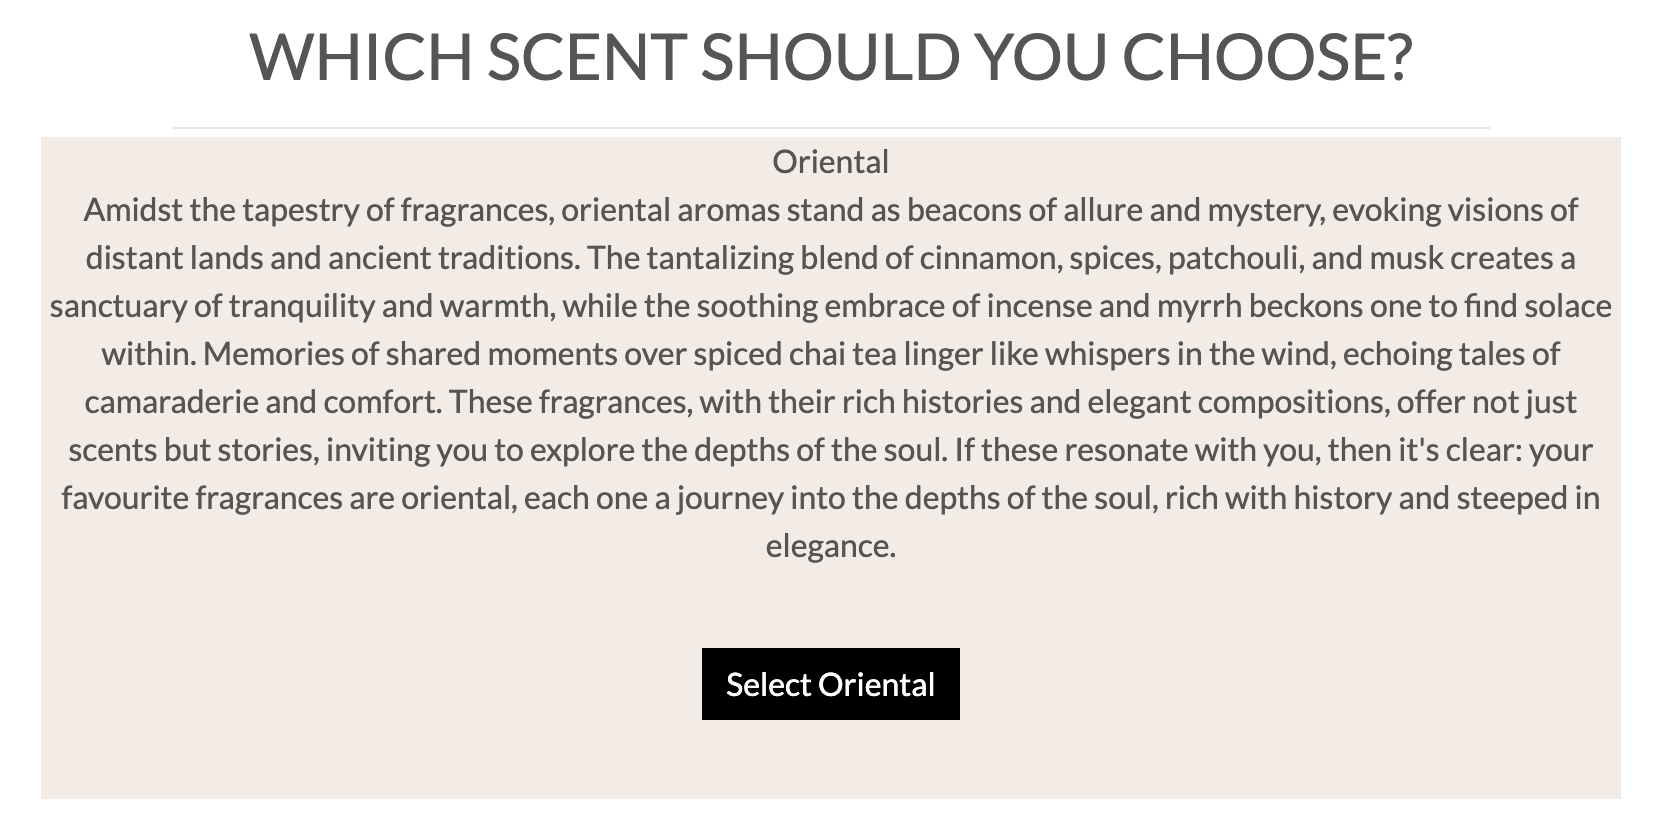 WHICH SCENT SHOULD YOU CHOOSE?
Oriental
Amidst the tapestry of fragrances, oriental aromas stand as beacons of allure and mystery, evoking visions of
distant lands and ancient traditions. The tantalizing blend of cinnamon, spices, patchouli, and musk creates a
sanctuary of tranquility and warmth, while the soothing embrace of incense and myrrh beckons one to find solace
within. Memories of shared moments over spiced chai tea linger like whispers in the wind, echoing tales of
camaraderie and comfort. These fragrances, with their rich histories and elegant compositions, offer not just
scents but stories, inviting you to explore the depths of the soul. If these resonate with you, then it's clear: your
favourite fragrances are oriental, each one a journey into the depths of the soul, rich with history and steeped in
elegance.
Select Oriental